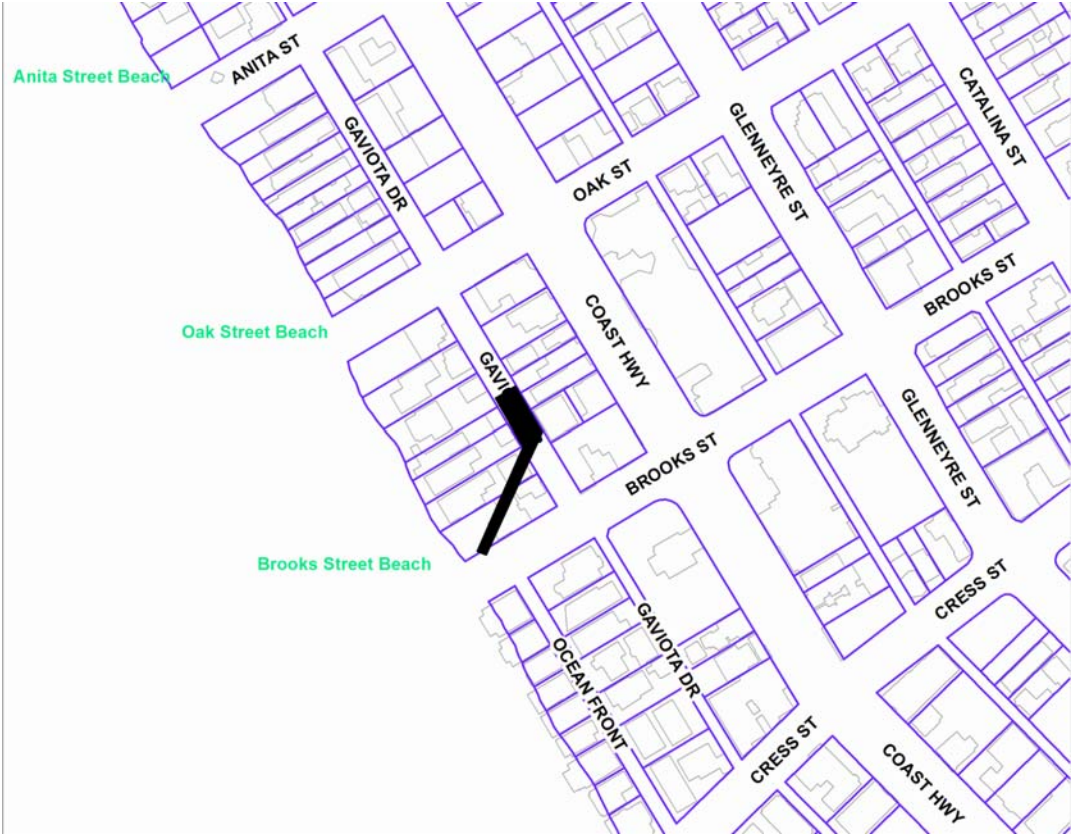 ANITA ST
Anita Street Beach
CATALINA ST
GLENNEYRE ST
GAVIOTA DR
OAK ST
BROOKS ST
Oak Street Beach
COAST HWY
GAVI
GLENNEYRE ST
BROOKS ST
Brooks Street Beach
CRESS ST
GAVIOTA DR
OCEAN FRONT
CRESS ST
COAST HWY